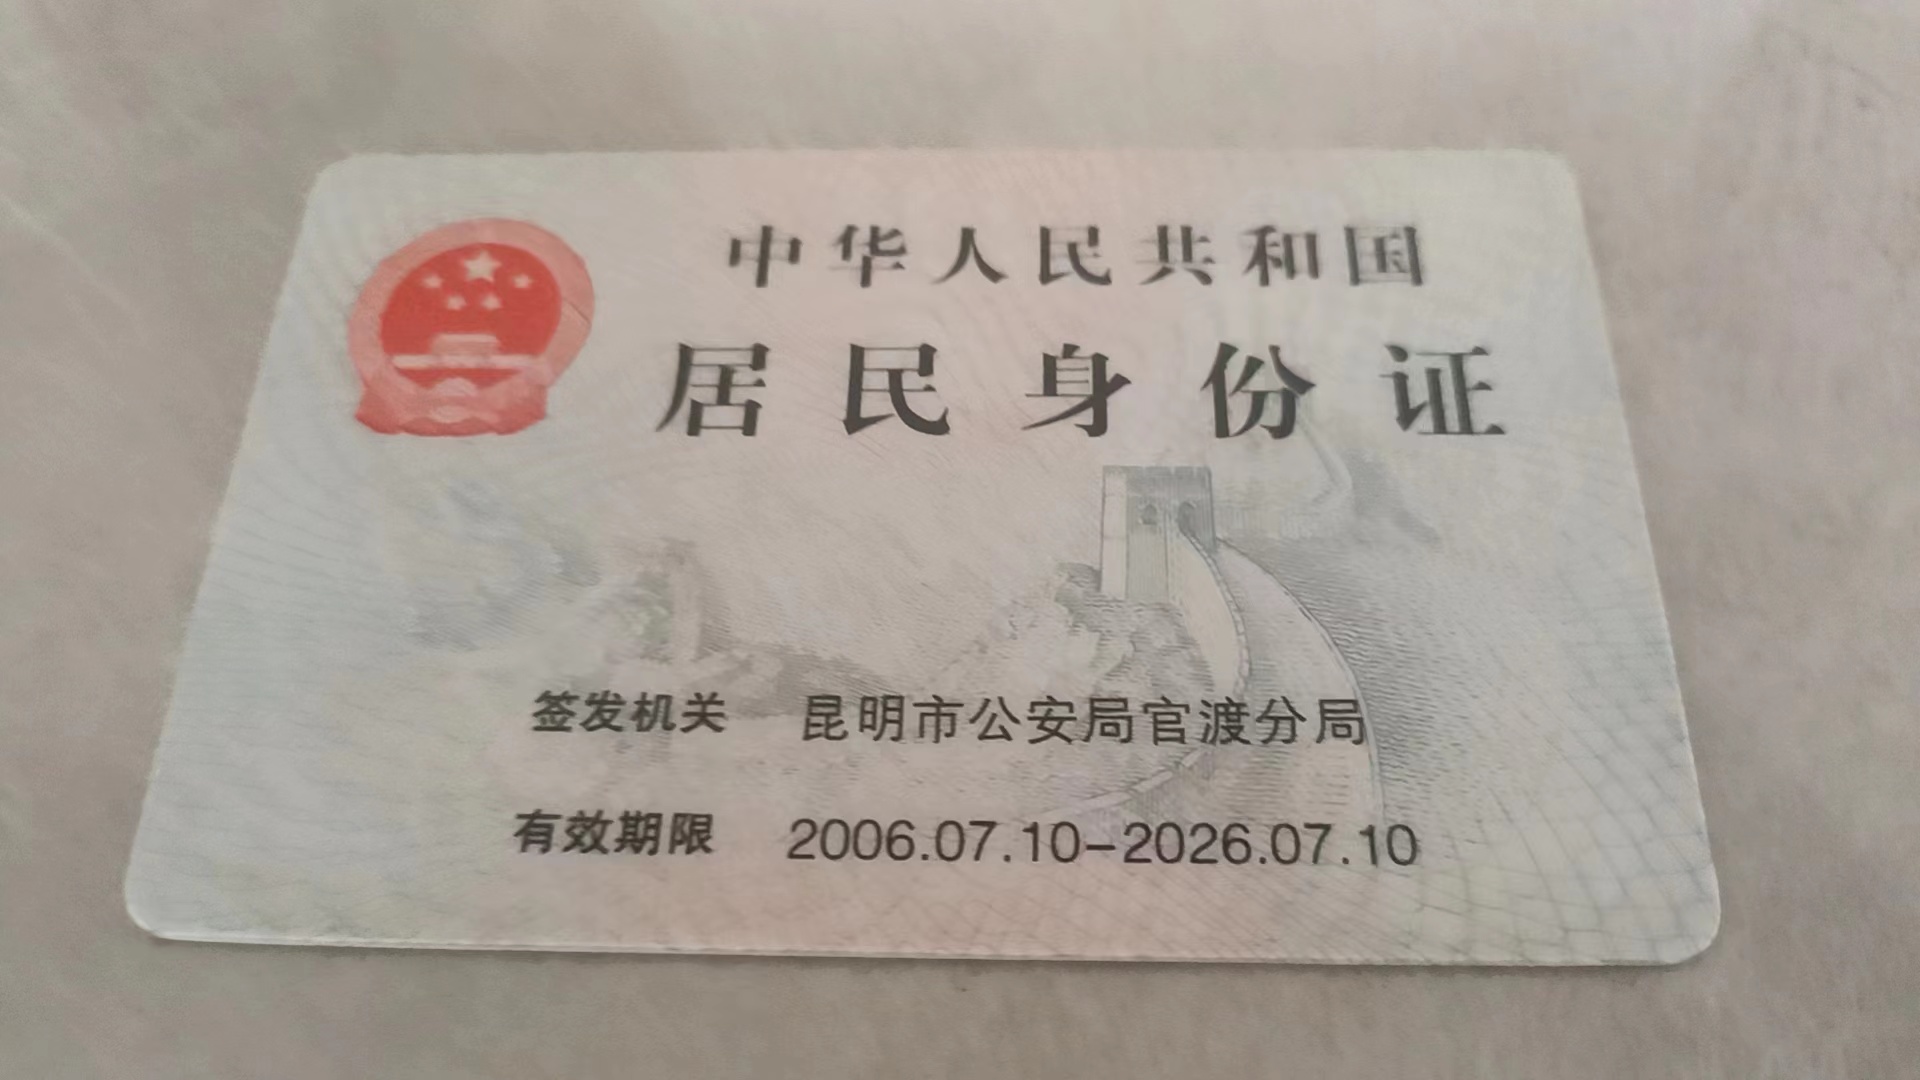 中华人民共和国
居民身份证
签发机关 昆明市公安局官渡分局
有效期限 2006.07.10-2026.07.10